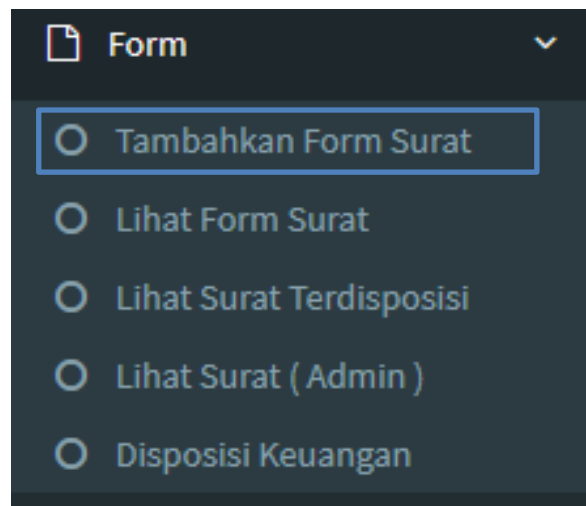 Form
Tambahkan Form Surat
Lihat Form Surat
Lihat Surat Terdisposisi
Lihat Surat ( Admin )
Disposisi Keuangan